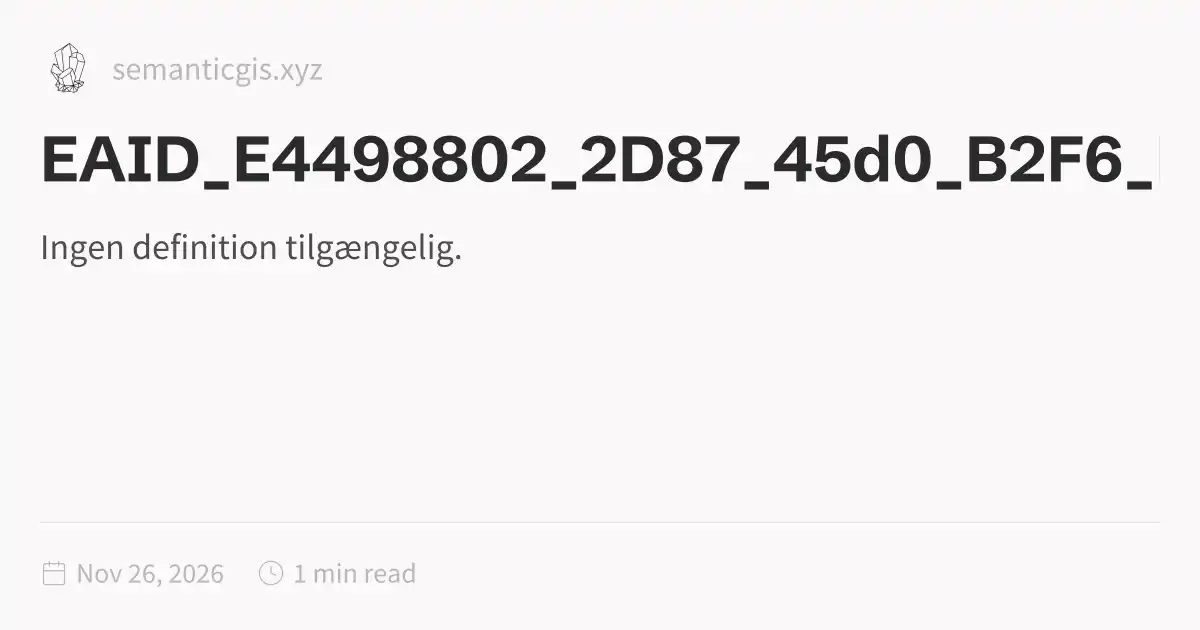 semanticgis.xyz
EAID_E4498802_2D87_45d0_B2F6_
Ingen definition tilgængelig.
Nov 26, 2026 1 min read